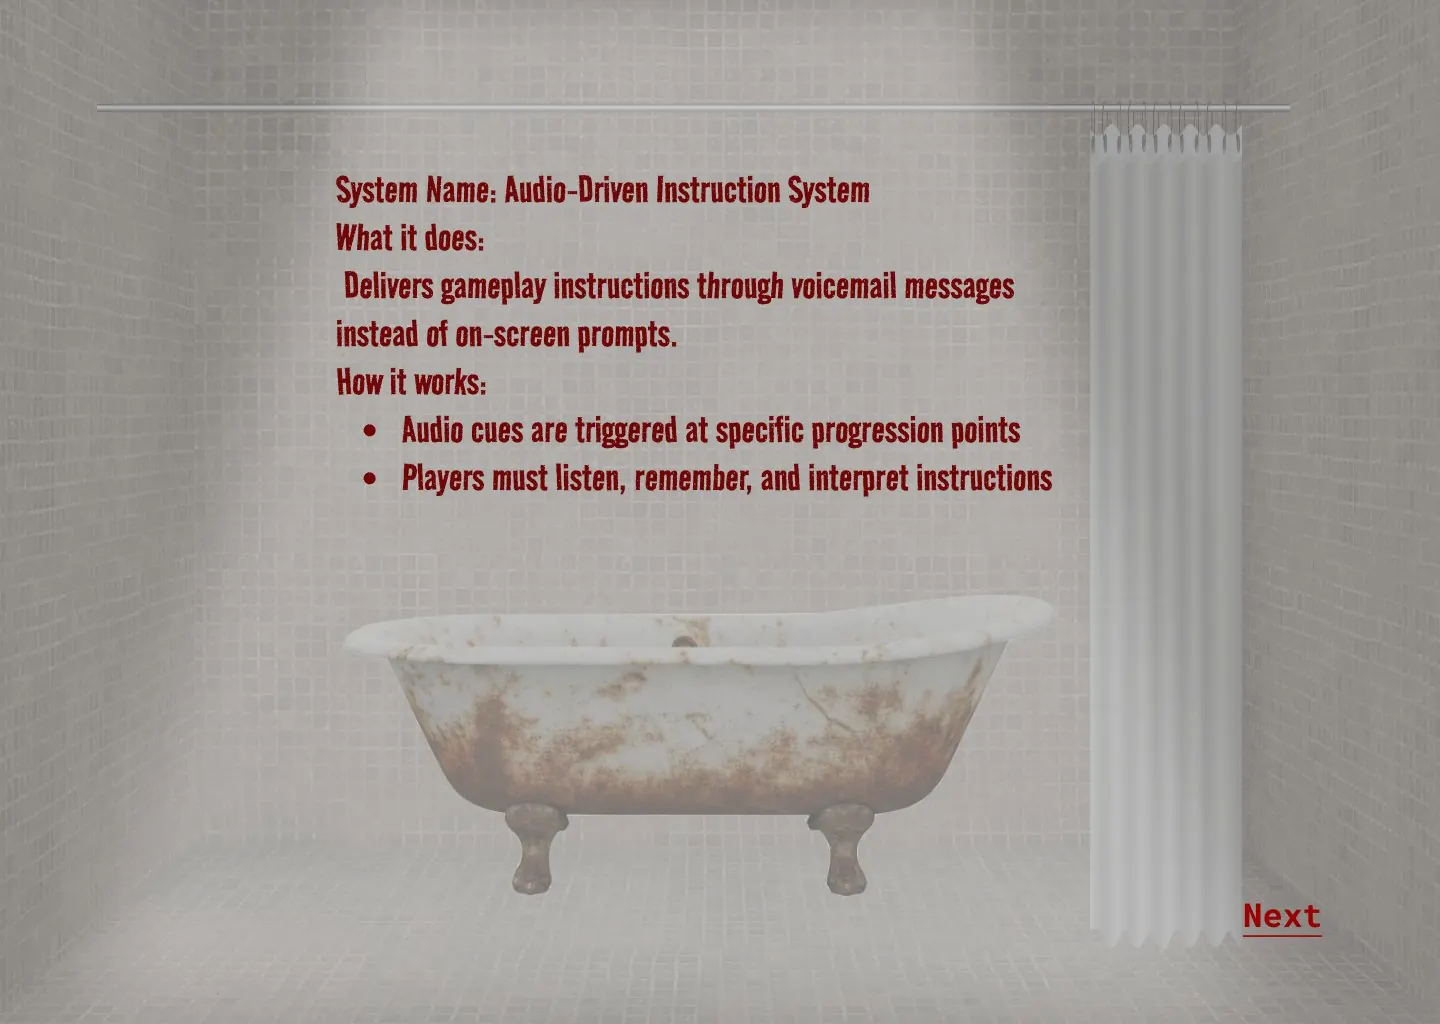 System Name: Audio-Driven Instruction System
What it does:
Delivers gameplay instructions through voicemail messages
instead of on-screen prompts.
How it works:
• Audio cues are triggered at specific progression points
• Players must listen, remember, and interpret instructions
Next